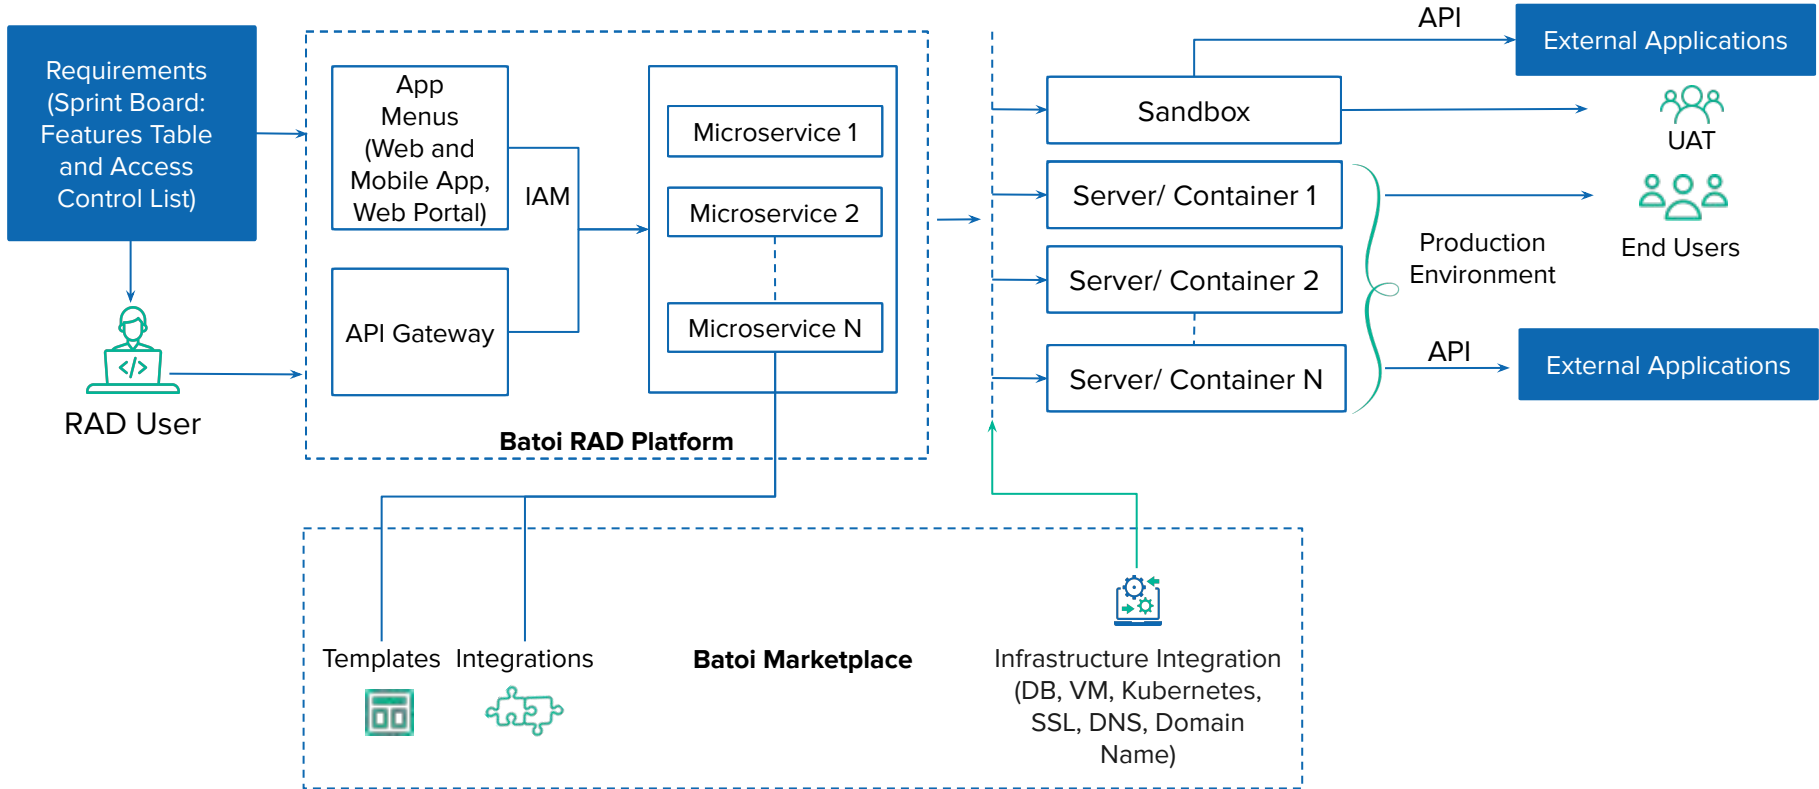 Requirements
(Sprint Board:
Features Table
and Access
Control List)
RAD User
App
Menus
(Web and
Mobile App,
Web Portal)
IAM
API Gateway
Microservice 1
Microservice 2
Microservice N
Batoi RAD Platform
Sandbox
Server/ Container 1
Server/ Container 2
Server/ Container N
API
External Applications
UAT
End Users
Production
Environment
API
External Applications
Templates
Integrations
Batoi Marketplace
Infrastructure Integration
(DB, VM, Kubernetes,
SSL, DNS, Domain
Name)